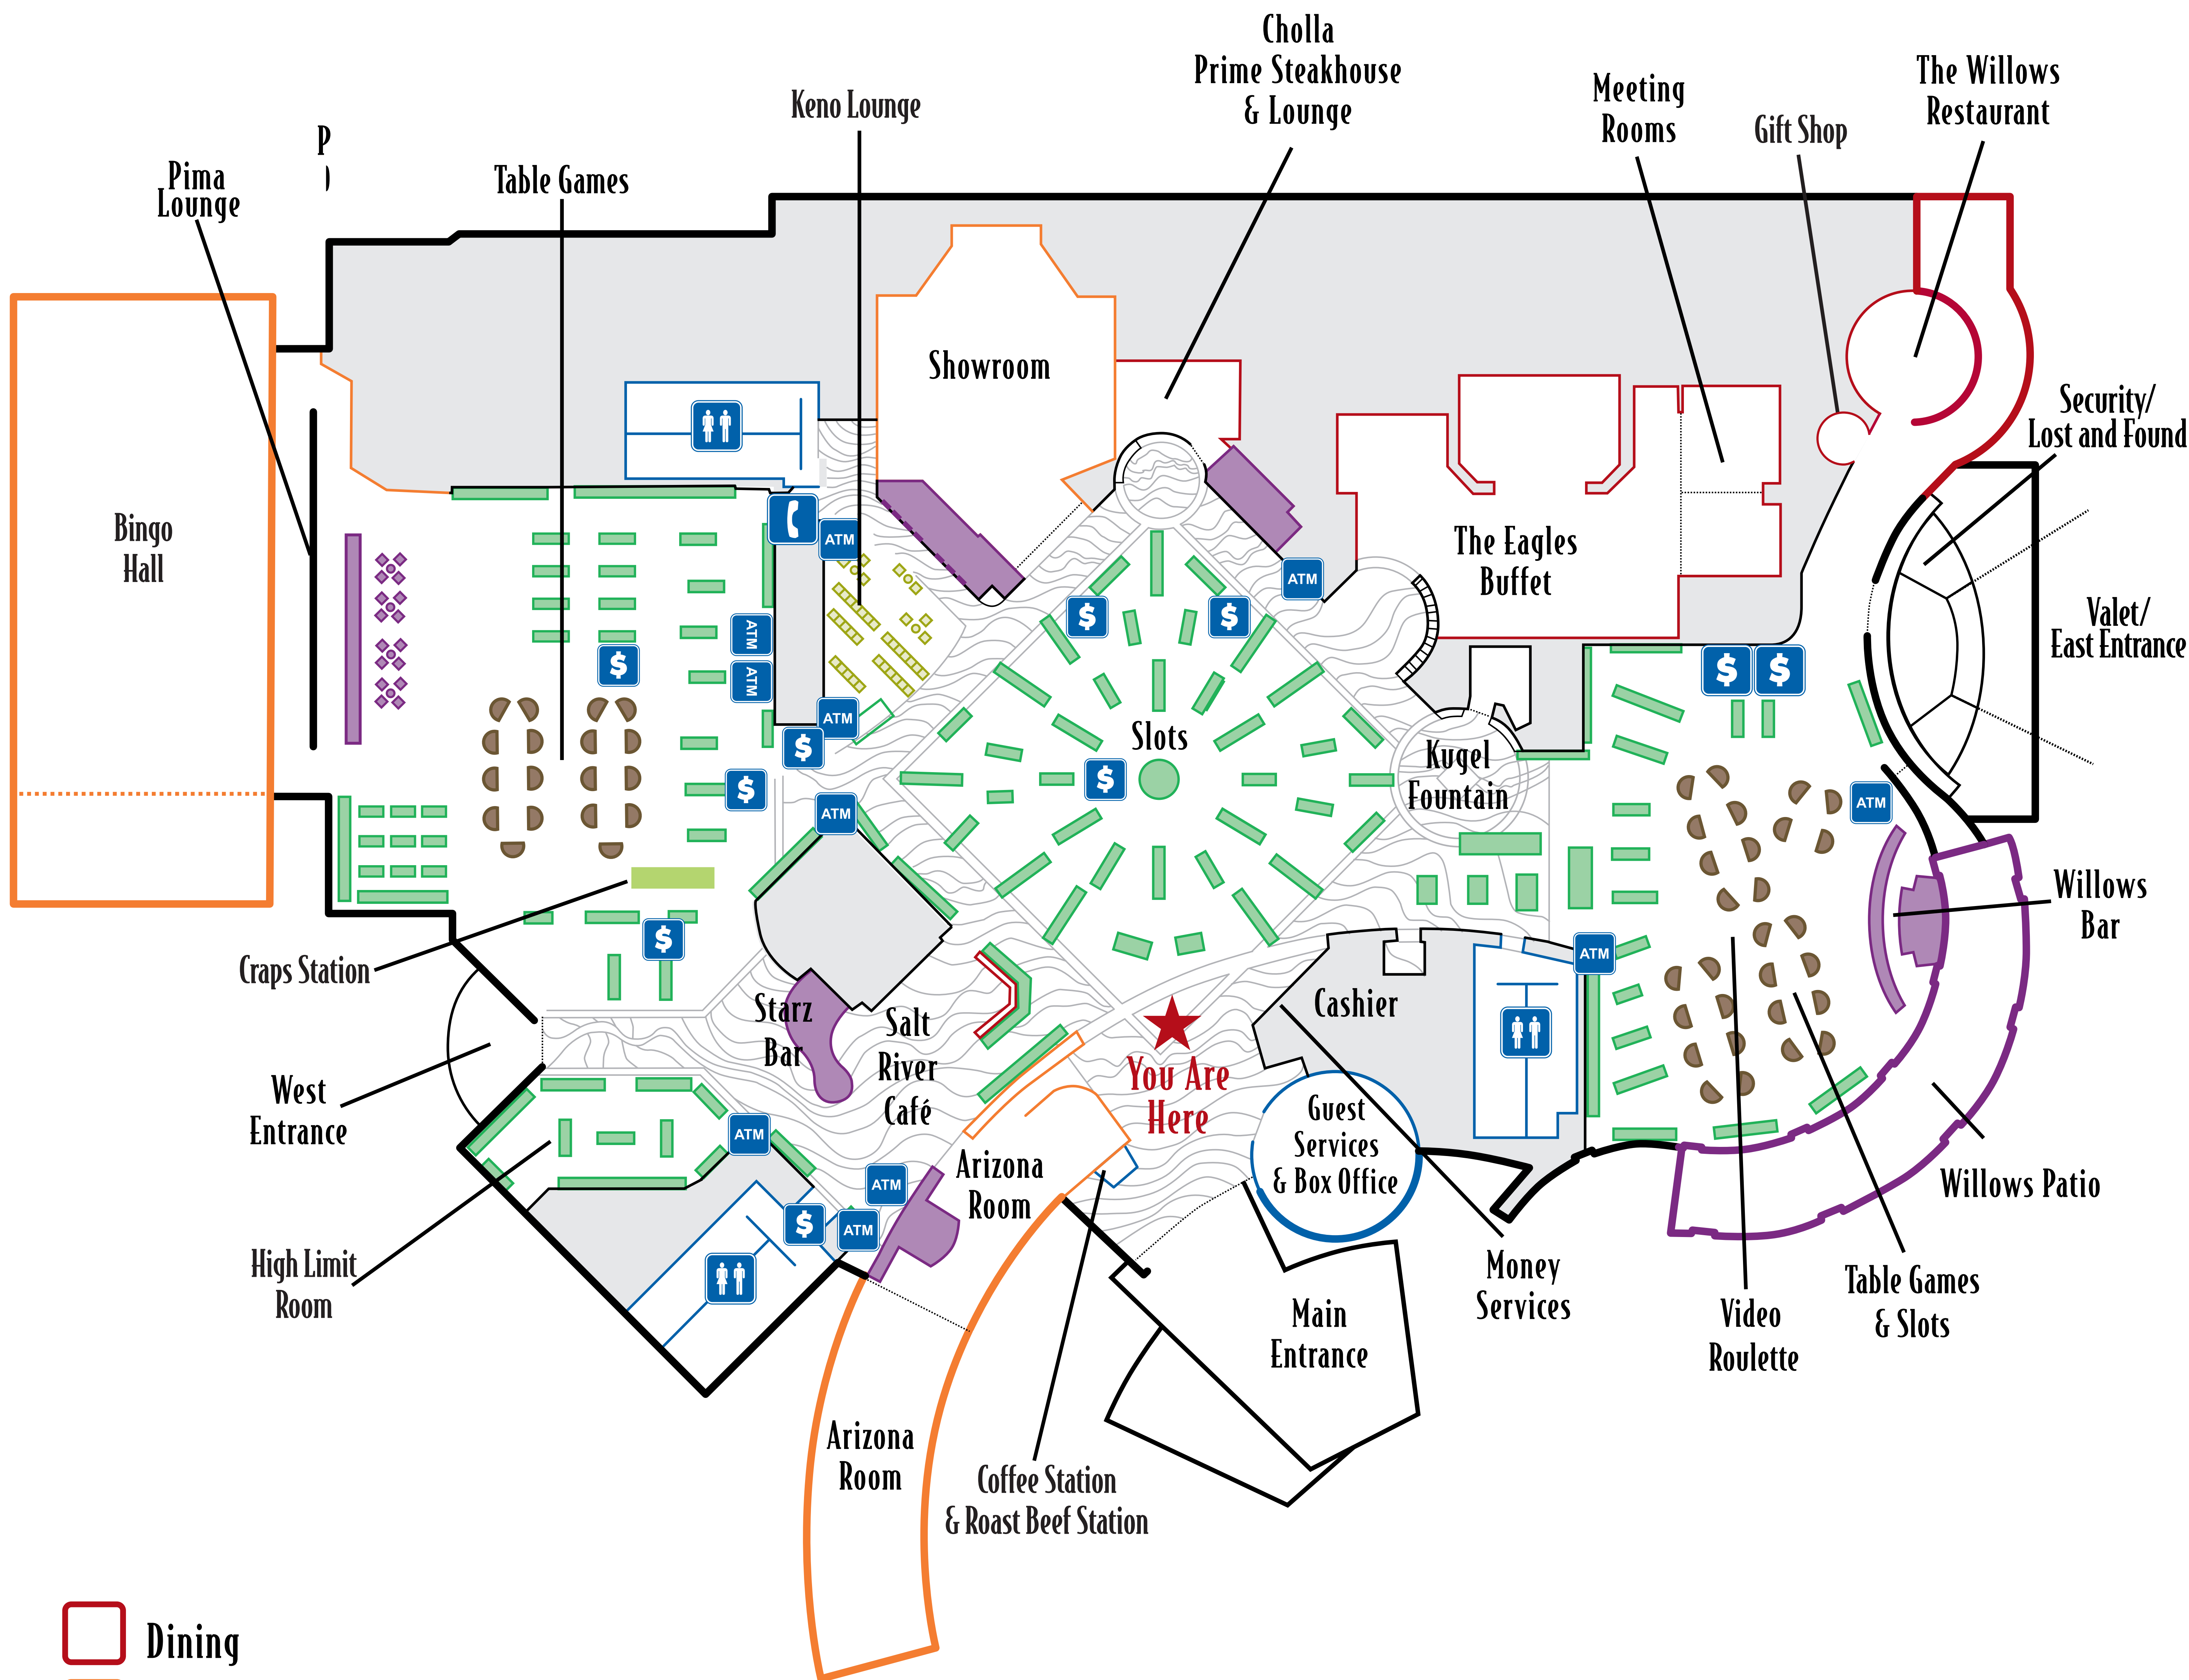 Cholla
Prime Steakhouse
& Lounge
The Willows
Restaurant
Meeting
Rooms
Gift Shop
Keno Lounge
P
Pima
Lounge
Table Games
Showroom
Security/
Lost and Found
Bingo
Hall
ATM
The Eagles
Buffet
ATM
$
$
Valet/
East Entrance
ATM
$
$
$
ATM
ATM
Slots
$
Kugel
Fountain
$
$
ATM
ATM
Willows
Bar
Craps Station
$
ATM
Starz
Bar
Salt
River
Café
Cashier
You Are
Here
West
Entrance
Guest
Services
& Box Office
ATM
Arizona
Room
ATM
$
ATM
Willows Patio
High Limit
Room
Money
Services
Table Games
& Slots
Main
Entrance
Video
Roulette
Arizona
Room
Coffee Station
& Roast Beef Station
Dining